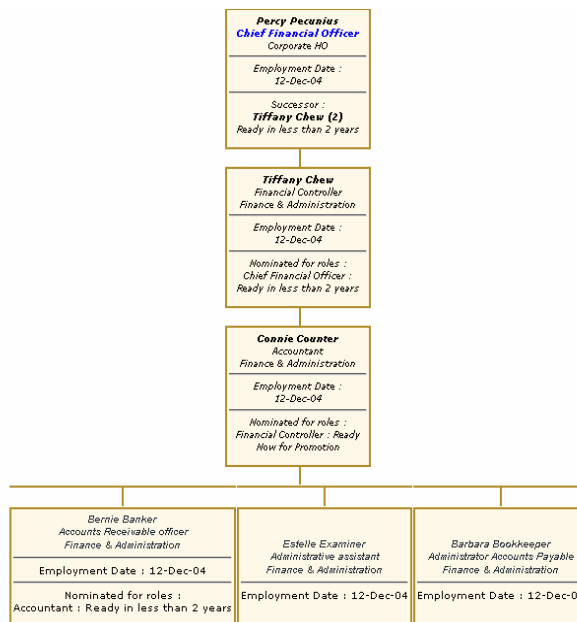 Percy Pecunius
Chief Financial Officer
Corporate HO
Employment Date :
12-Dec-04
Successor :
Tiffany Chew (2)
Ready in less than 2 years
Tiffany Chew
Financial Controller
Finance & Administration
Employment Date :
12-Dec-04
Nominated for roles :
Chief Financial Officer :
Ready in less than 2 years
Connie Counter
Accountant
Finance & Administration
Employment Date :
12-Dec-04
Nominated for roles :
Financial Controller : Ready
Now for Promotion
Bernie Banker
Accounts Receivable officer
Finance & Administration
Employment Date : 12-Dec-04
Nominated for roles :
Accountant : Ready in less than 2 years
Estelle Examiner
Administrative assistant
Finance & Administration
Employment Date : 12-Dec-04
Barbara Bookkeeper
Administrator Accounts Payable
Finance & Administration
Employment Date : 12-Dec-0